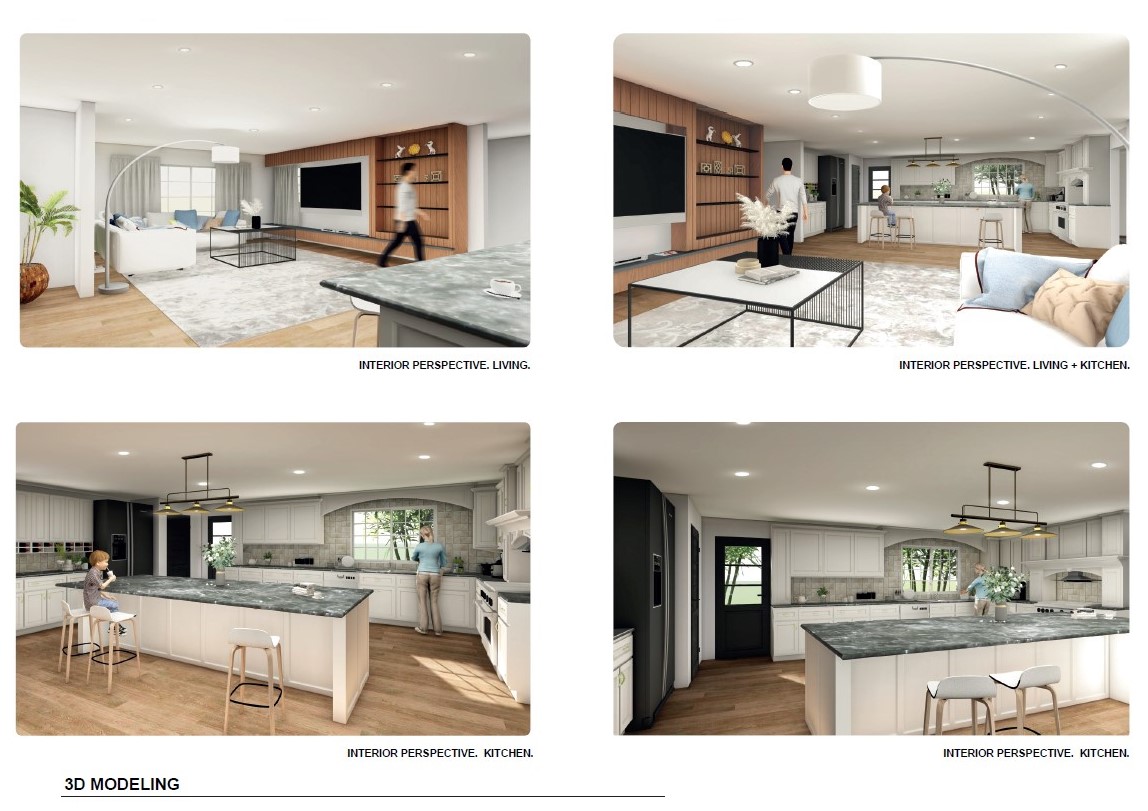 INTERIOR PERSPECTIVE. LIVING.
INTERIOR PERSPECTIVE. LIVING + KITCHEN.
INTERIOR PERSPECTIVE. KITCHEN.
INTERIOR PERSPECTIVE. KITCHEN.
3D MODELING